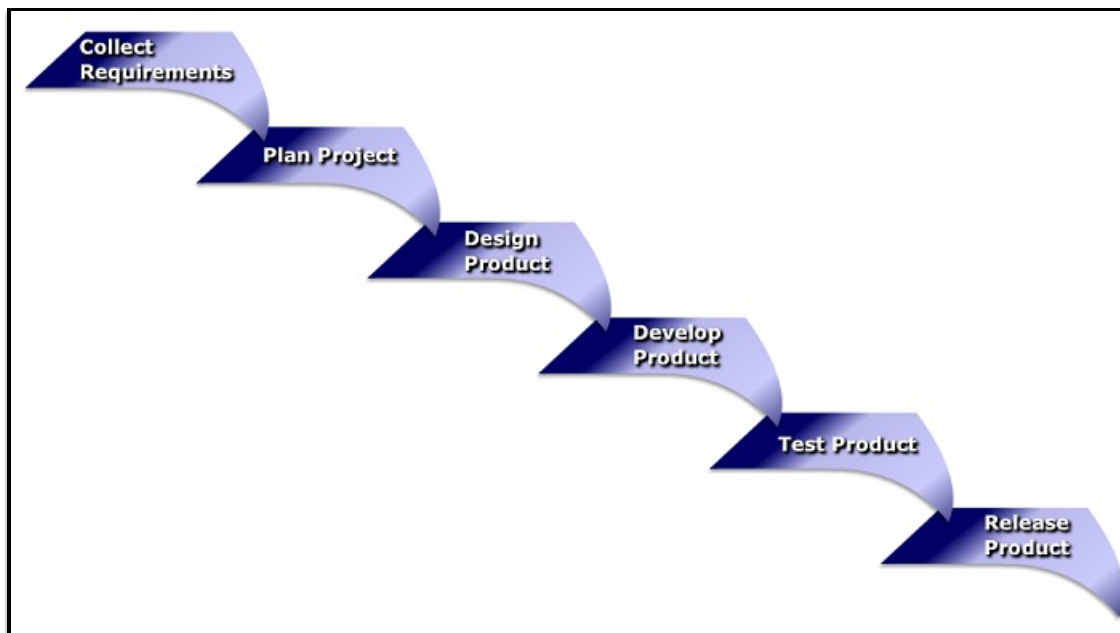 Collect
Requirements
Plan Project
Design
Product
Develop
Product
Test Product
Release
Product